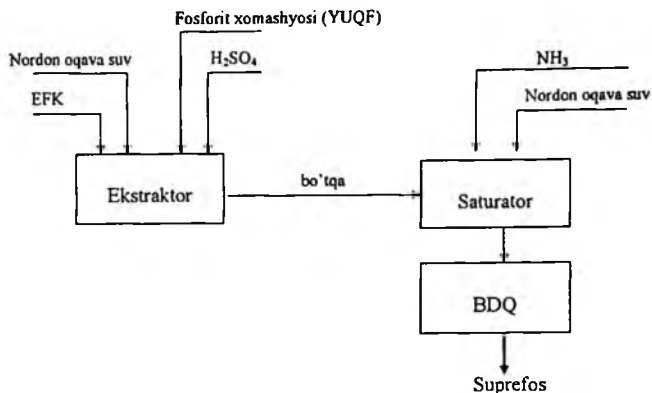 Fosforit xomashyosi (YUQF)
Nordon oqava suv
H₂SO₄
EFK
NH₃
Nordon oqava suv
Ekstraktor
bo'tqa
Saturator
BDQ
Suprefos